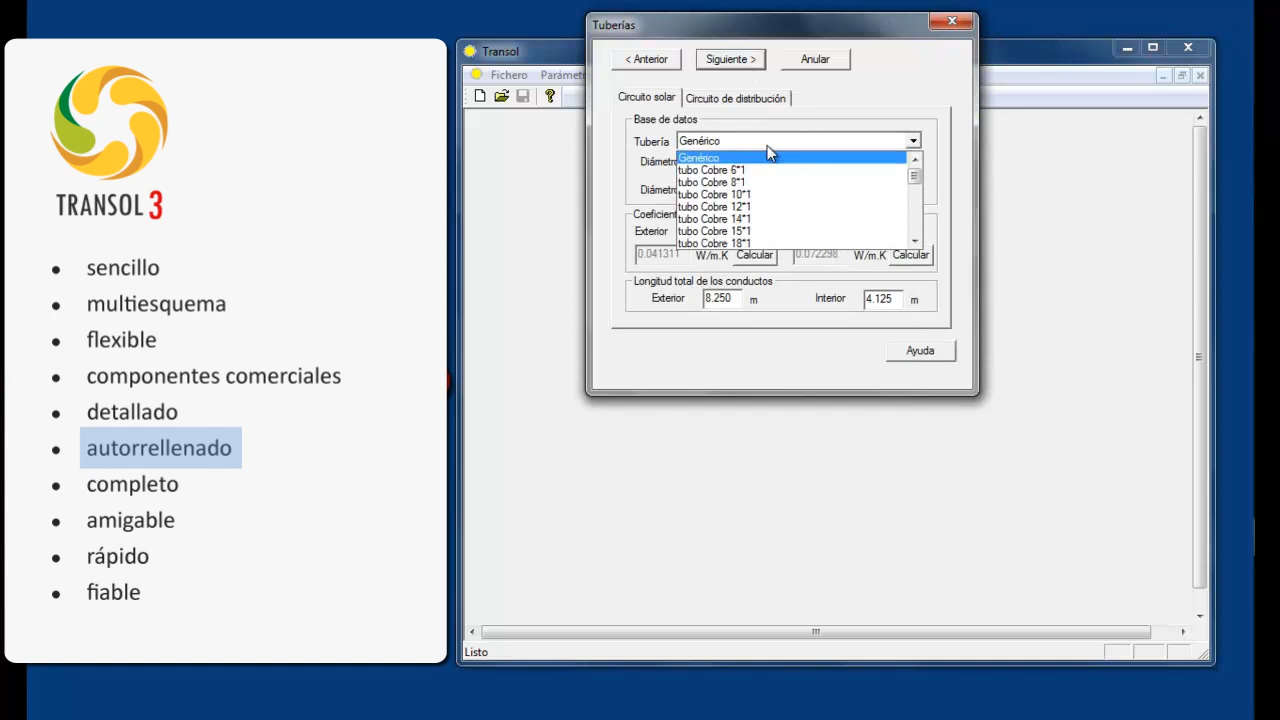 TRANSOL 3
• sencillo
• multiesquema
• flexible
• componentes comerciales
• detallado
• autorrellenado
• completo
• amigable
• rápido
• fiable
Transol
Fichero
Tuberías
< Anterior
Siguiente >
Anular
Circuito solar
Circuito de distribución
Base de datos
Tubería
Genérico
Genérico
tubo Cobre 6*1
tubo Cobre 8*1
tubo Cobre 10*1
tubo Cobre 12*1
tubo Cobre 14*1
tubo Cobre 15*1
tubo Cobre 18*1
Exterior
0.041311 W/m.K Calcular
0.072298 W/m.K Calcular
Longitud total de los conductos
Exterior 8.250 m
Interior 4.125 m
Ayuda
Listo